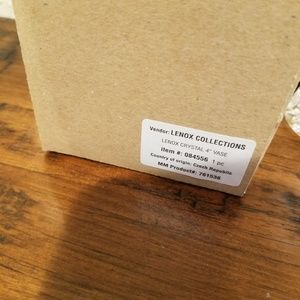 Vendor: LENOX COLLECTIONS
LENOX CRYSTAL 4" VASE
Item #: 084556 1 pc
Country of origin: Czech Republic
MM Product#: 761536